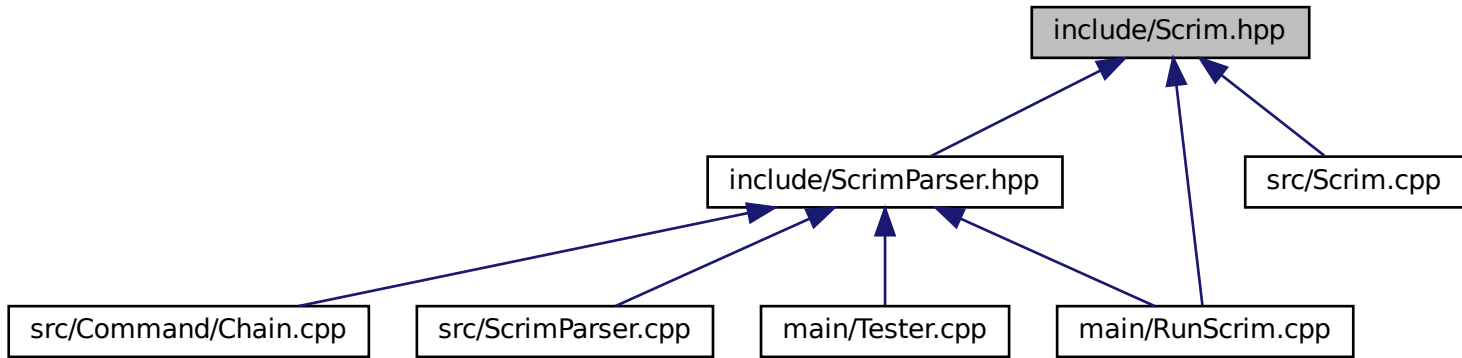 include/Scrim.hpp
include/ScrimParser.hpp
src/Scrim.cpp
src/Command/Chain.cpp
src/ScrimParser.cpp
main/Tester.cpp
main/RunScrim.cpp